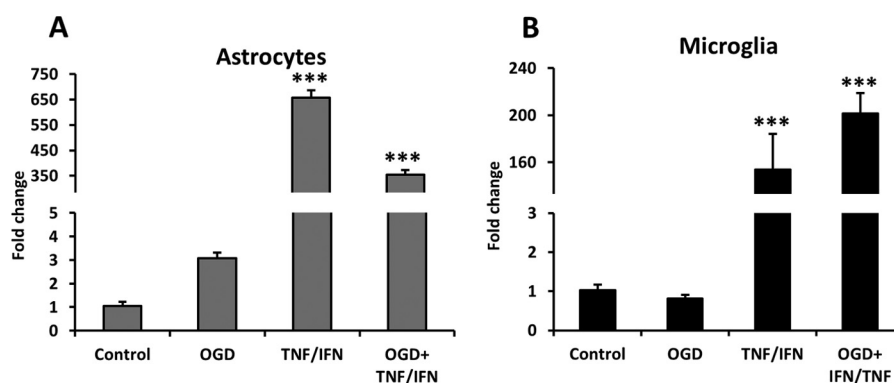 A
Astrocytes
Fold change
750
650
550
450
350
5
4
3
2
1
0
***
***
Control
OGD
TNF/IFN
OGD+
TNF/IFN
B
Microglia
Fold change
240
200
160
3
2
1
0
***
***
Control
OGD
TNF/IFN
OGD+
IFN/TNF